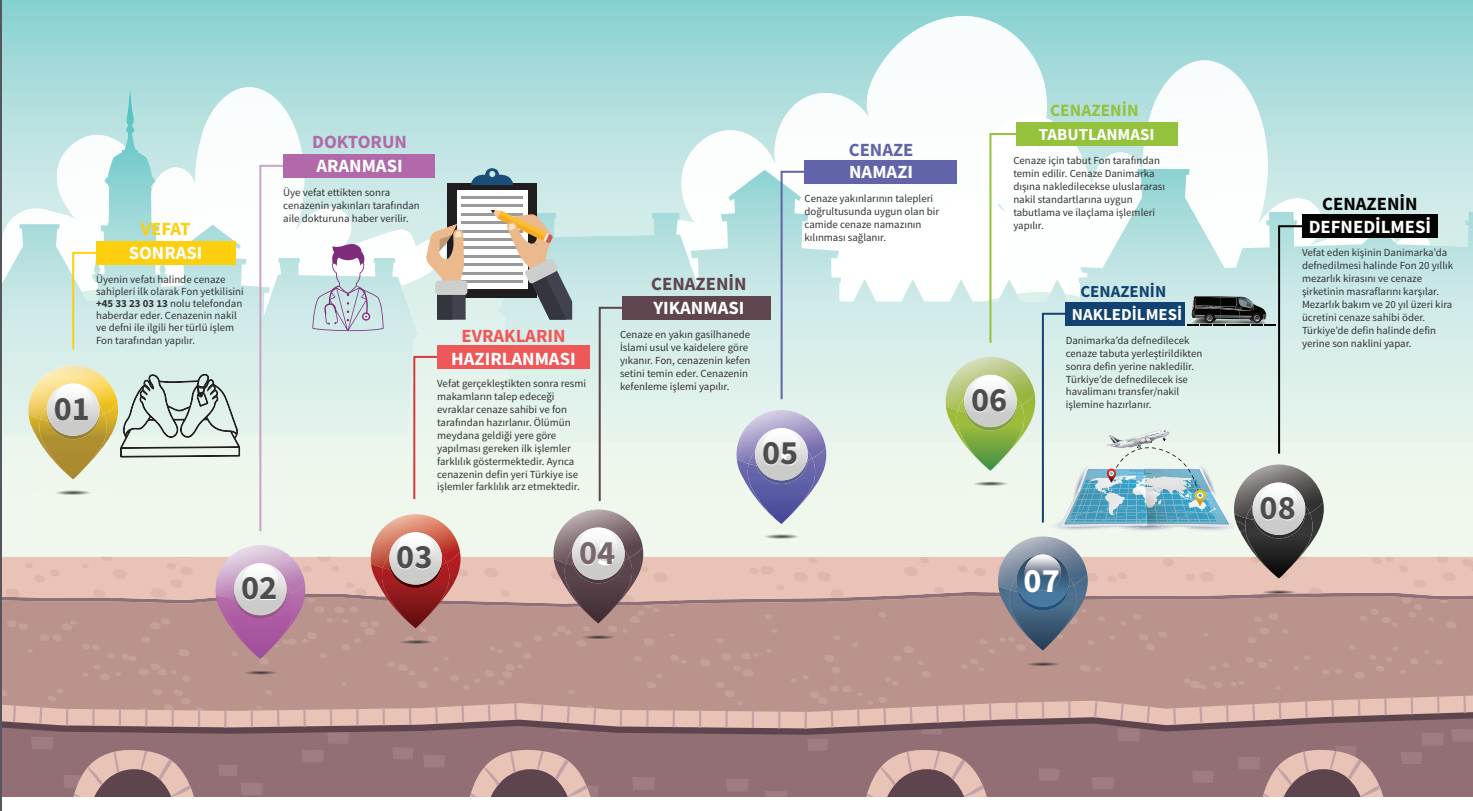 VEFAT
SONRASI
Üyenin vefatı halinde cenaze
sahipleri ilk olarak Fon yetkilisini
+45 33 23 03 13 nolu telefondan
haberdar eder. Cenazenin nakil
ve defni ile ilgili her türlü işlem
Fon tarafından yapılır.
01
DOKTORUN
ARANMASI
Üye vefat ettikten sonra
cenazenin yakınları tarafından
aile dokturuna haber verilir.
02
EVRAKLARIN
HAZIRLANMASI
Vefat gerçekleştikten sonra resmi
makamların talep edeceği
evraklar cenaze sahibi ve fon
tarafından hazırlanır. Ölümün
meydana geldiği yere göre
yapılması gereken ilk işlemler
farklılık göstermektedir. Ayrıca
cenazenin defin yeri Türkiye ise
işlemler farklılık arz etmektedir.
03
CENAZENİN
YIKANMASI
Cenaze en yakın gasilhanede
İslami usul ve kaidelere göre
yıkanır. Fon, cenazenin kefen
setini temin eder. Cenazenin
kefenleme işlemi yapılır.
04
CENAZE
NAMAZI
Cenaze yakınlarının talepleri
doğrultusunda uygun olan bir
camide cenaze namazının
kılınması sağlanır.
05
CENAZENİN
TABUTLANMASI
Cenaze için tabut Fon tarafından
temin edilir. Cenaze Danimarka
dışına nakledilecekse uluslararası
nakil standartlarına uygun
tabutlama ve ilaçlama işlemleri
yapılır.
06
CENAZENİN
NAKLEDİLMESİ
Danimarka'da defnedilecek
cenaze tabuta yerleştirildikten
sonra defin yerine nakledilir.
Türkiye'de defnedilecek ise
havalimanı transfer/nakil
işlemine hazırlanır.
07
CENAZENİN
DEFNEDİLMESİ
Vefat eden kişinin Danimarka'da
defnedilmesi halinde Fon 20 yıllık
mezarlık kirasını ve cenaze
şirketinin masraflarını karşılar.
Mezarlık bakım ve 20 yıl üzeri kira
ücretini cenaze sahibi öder.
Türkiye'de defin halinde defin
yerine son naklini yapar.
08